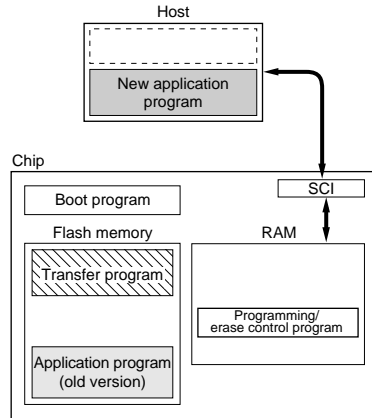 Host
New application
program
Chip
SCI
Boot program
Flash memory
RAM
Transfer program
Programming/
erase control program
Application program
(old version)